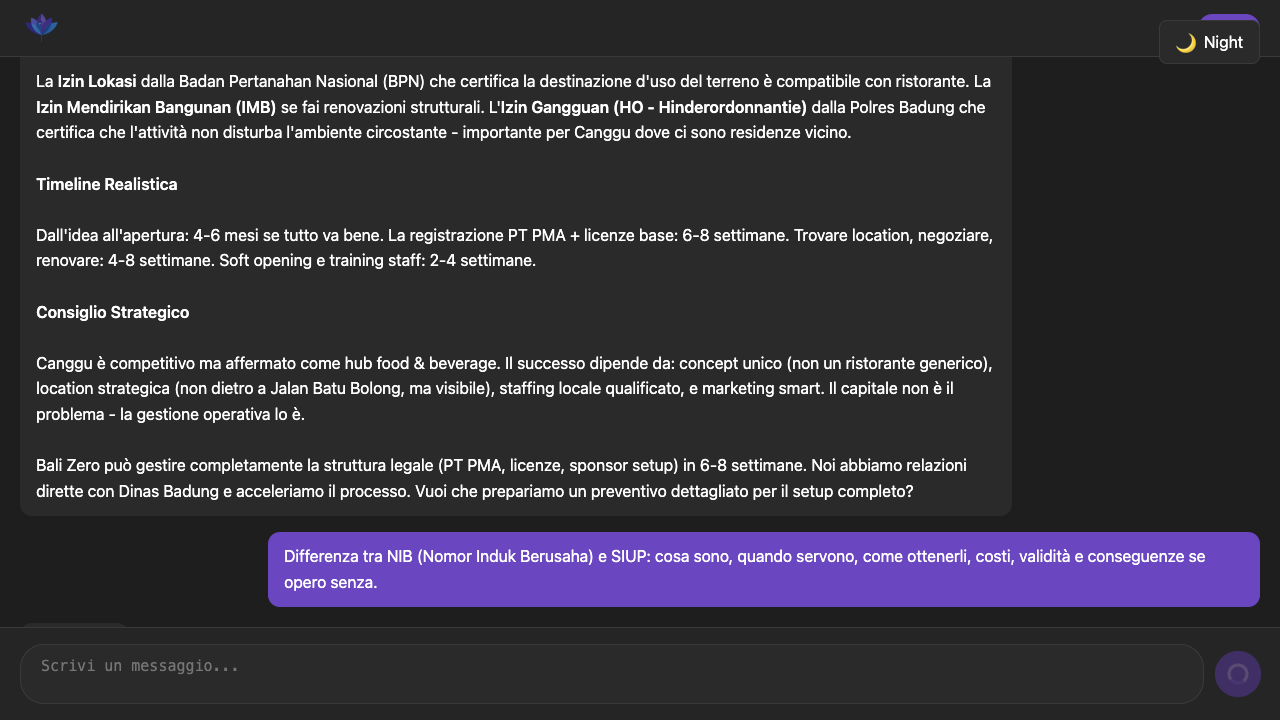 🌙 Night
La Izin Lokasi dalla Badan Pertanahan Nasional (BPN) che certifica la destinazione d'uso del terreno è compatibile con ristorante. La
Izin Mendirikan Bangunan (IMB) se fai renovazioni strutturali. L'Izin Gangguan (HO - Hinderordonnantie) dalla Polres Badung che
certifica che l'attività non disturba l'ambiente circostante - importante per Canggu dove ci sono residenze vicino.
Timeline Realistica
Dall'idea all'apertura: 4-6 mesi se tutto va bene. La registrazione PT PMA + licenze base: 6-8 settimane. Trovare location, negoziare,
renovare: 4-8 settimane. Soft opening e training staff: 2-4 settimane.
Consiglio Strategico
Canggu è competitivo ma affermato come hub food & beverage. Il successo dipende da: concept unico (non un ristorante generico),
location strategica (non dietro a Jalan Batu Bolong, ma visibile), staffing locale qualificato, e marketing smart. Il capitale non è il
problema - la gestione operativa lo è.
Bali Zero può gestire completamente la struttura legale (PT PMA, licenze, sponsor setup) in 6-8 settimane. Noi abbiamo relazioni
dirette con Dinas Badung e acceleriamo il processo. Vuoi che prepariamo un preventivo dettagliato per il setup completo?
Differenza tra NIB (Nomor Induk Berusaha) e SIUP: cosa sono, quando servono, come ottenerli, costi, validità e conseguenze se
opero senza.
Scrivi un messaggio...